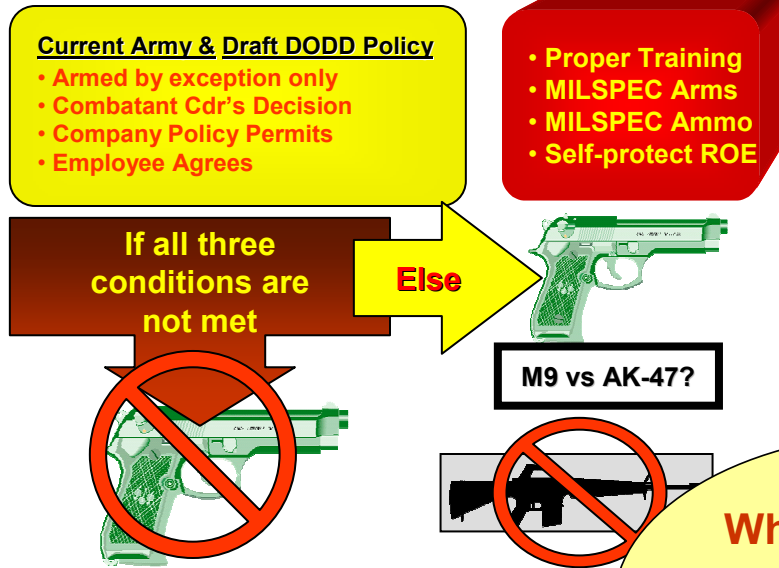 Current Army & Draft DODD Policy
• Armed by exception only
• Combatant Cdr's Decision
• Company Policy Permits
• Employee Agrees
• Proper Training
• MILSPEC Arms
• MILSPEC Ammo
• Self-protect ROE
If all three
conditions are
not met
Else
M9 vs AK-47?